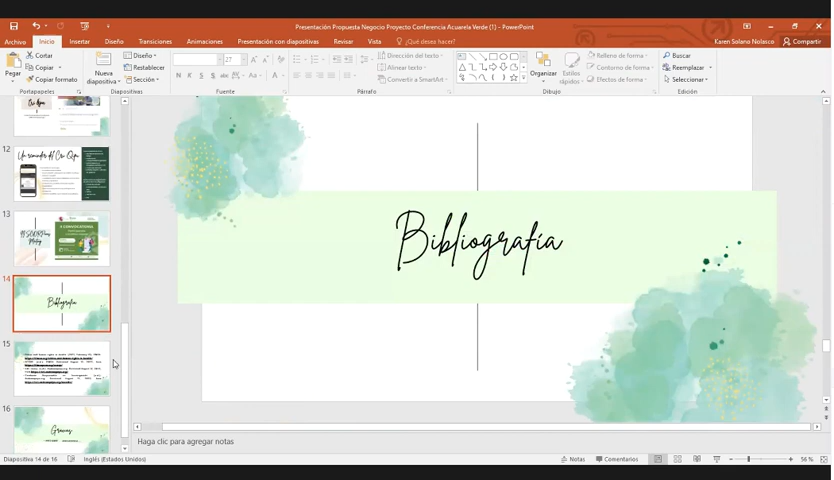 Presentación Propuesta Negocio Proyecto Conferencia Acuarela Verde (1) - PowerPoint
Archivo Inicio Insertar Diseño Transiciones Animaciones Presentación con diapositivas Revisar Vista ¿Qué desea hacer? Karen Solano Nolasco Compartir
Pegar
Cortar
Copiar
Copiar formato
Portapapeles
Nueva
diapositiva
Diseño
Restablecer
Sección
Diapositivas
27
N K S
Aa
A
Fuente
Dirección del texto
Alinear texto
Convertir a SmartArt
Párrafo
Organizar
Estilos
rápidos
Relleno de forma
Contorno de forma
Efectos de forma
Dibujo
Buscar
Reemplazar
Seleccionar
Edición
12
13
14
Bibliografía
15
16
Gracias
Bibliografía
Haga clic para agregar notas
Diapositiva 14 de 16 Inglés (Estados Unidos) Notas Comentarios 56 %